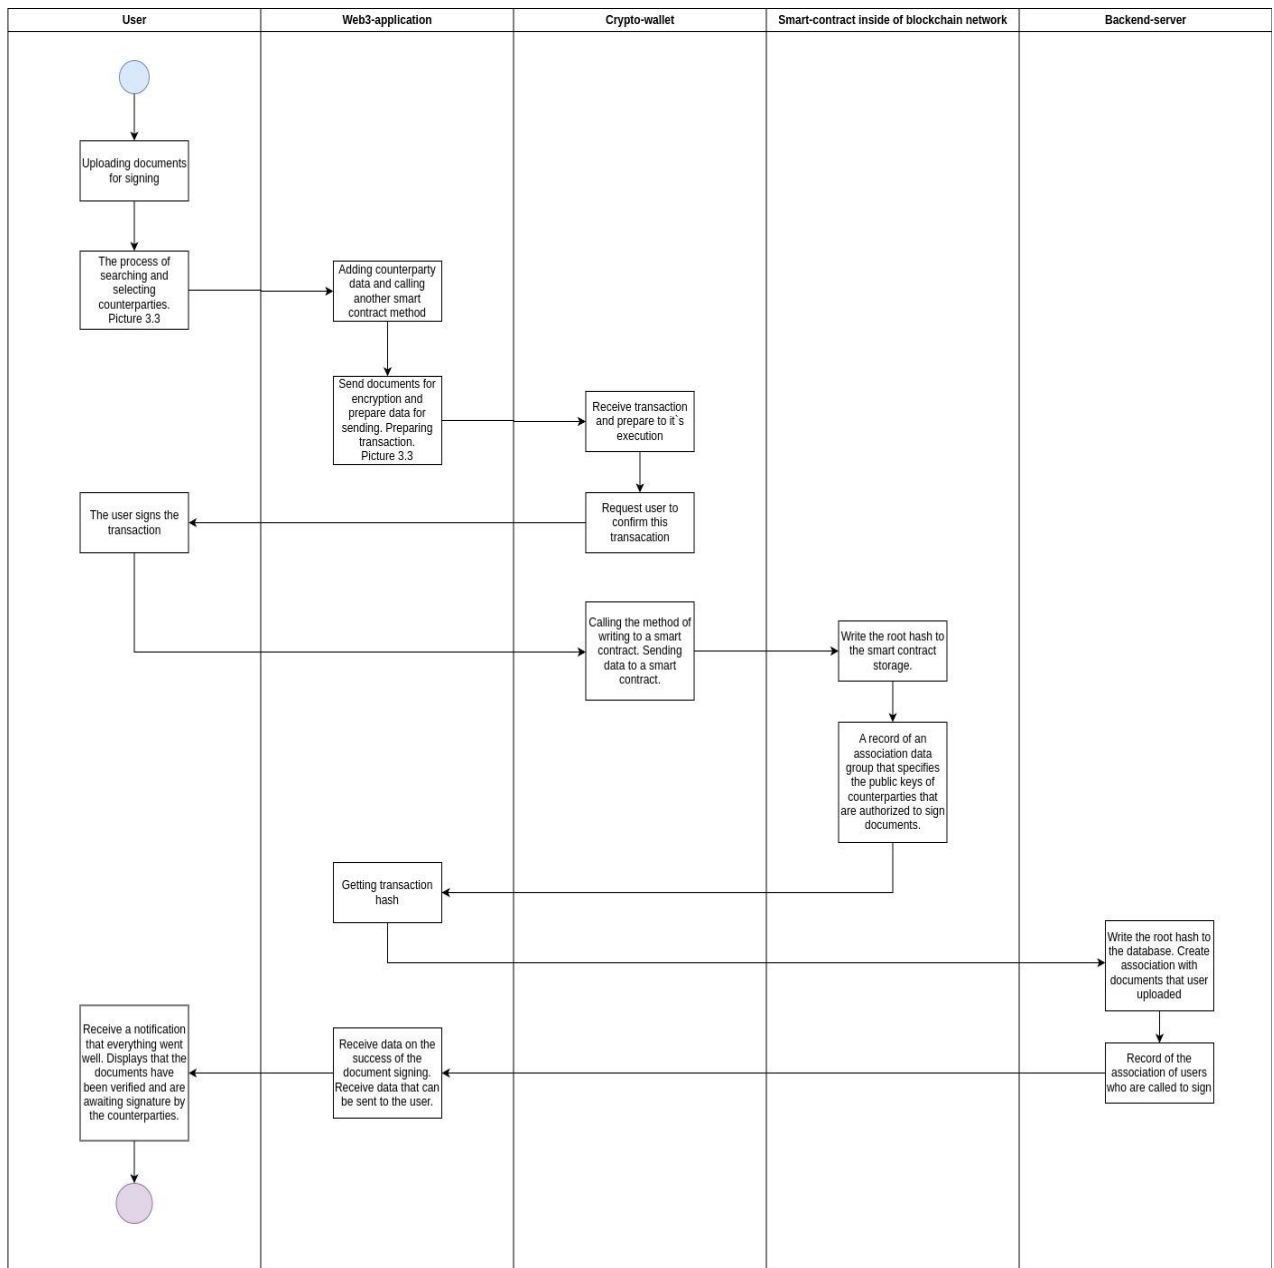 User
Web3-application
Crypto-wallet
Smart-contract inside of blockchain network
Backend-server
Uploading documents
for signing
The process of
searching and
selecting
counterparties.
Picture 3.3
Adding counterparty
data and calling
another smart
contract method
Send documents for
encryption and
prepare data for
sending. Preparing
transaction.
Picture 3.3
Receive transaction
and prepare to it`s
execution
Request user to
confirm this
transacation
The user signs the
transaction
Calling the method of
writing to a smart
contract. Sending
data to a smart
contract.
Write the root hash to
the smart contract
storage.
A record of an
association data
group that specifies
the public keys of
counterparties that
are authorized to sign
documents.
Getting transaction
hash
Write the root hash to
the database. Create
association with
documents that user
uploaded
Record of the
association of users
who are called to sign
Receive data on the
success of the
document signing.
Receive data that can
be sent to the user.
Receive a notification
that everything went
well. Displays that the
documents have
been verified and are
awaiting signature by
the counterparties.